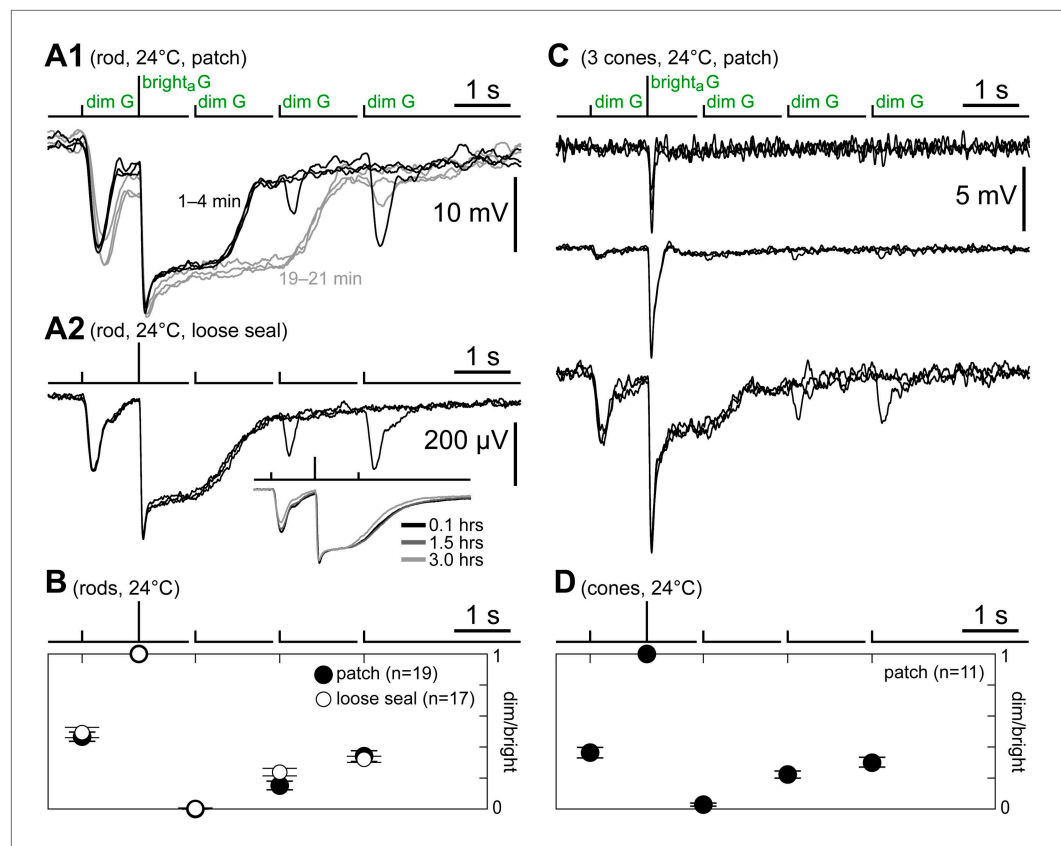 A1 (rod, 24°C, patch)
bright_aG
dim G dim G dim G dim G
1 s
1–4 min
10 mV
19–21 min
A2 (rod, 24°C, loose seal)
1 s
200 µV
0.1 hrs
1.5 hrs
3.0 hrs
B (rods, 24°C)
1 s
patch (n=19)
loose seal (n=17)
1
dim/bright
0
C (3 cones, 24°C, patch)
bright_aG
dim G dim G dim G dim G
1 s
5 mV
D (cones, 24°C)
1 s
patch (n=11)
1
dim/bright
0